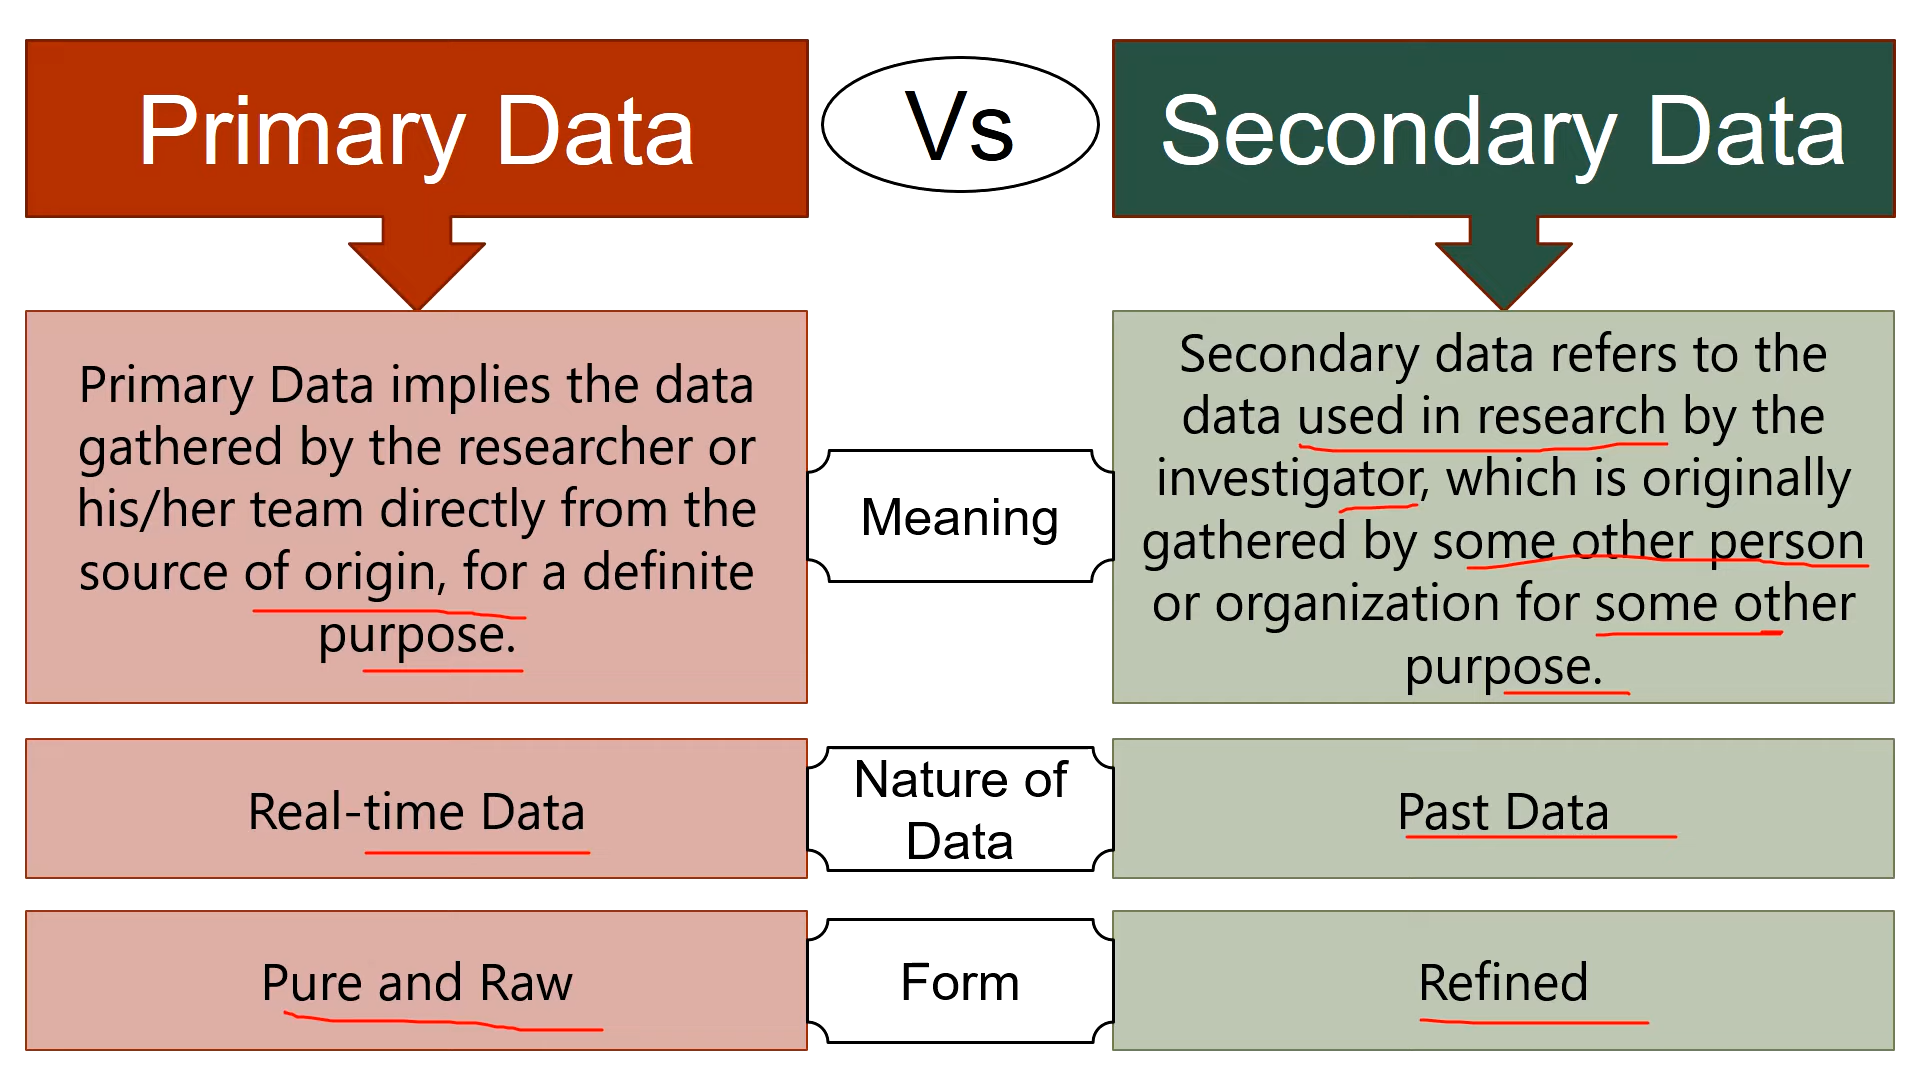 Primary Data
Vs
Secondary Data
Primary Data implies the data
gathered by the researcher or
his/her team directly from the
source of origin, for a definite
purpose.
Meaning
Secondary data refers to the
data used in research by the
investigator, which is originally
gathered by some other person
or organization for some other
purpose.
Real-time Data
Nature of
Data
Past Data
Pure and Raw
Form
Refined